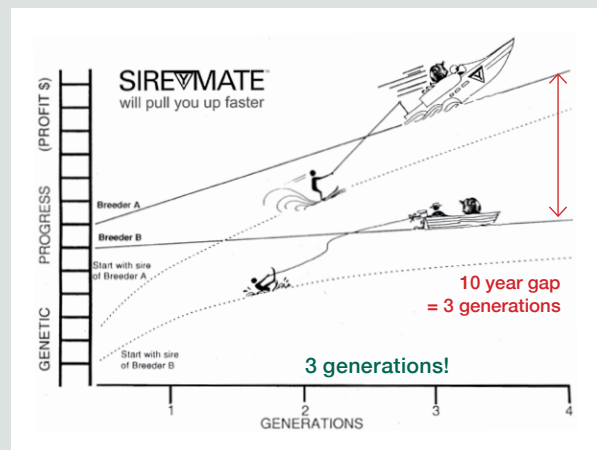 SIREMATE™
will pull you up faster
GENETIC PROGRESS (PROFIT $)
Breeder A
Breeder B
Start with sire
of Breeder A
Start with sire
of Breeder B
10 year gap
= 3 generations
3 generations!
1 2 3 4
GENERATIONS